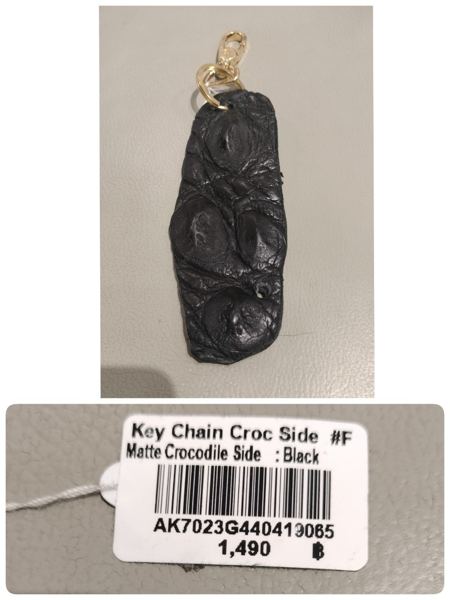 Key Chain Croc Side #F
Matte Crocodile Side : Black
AK7023G440419065
1,490 ฿